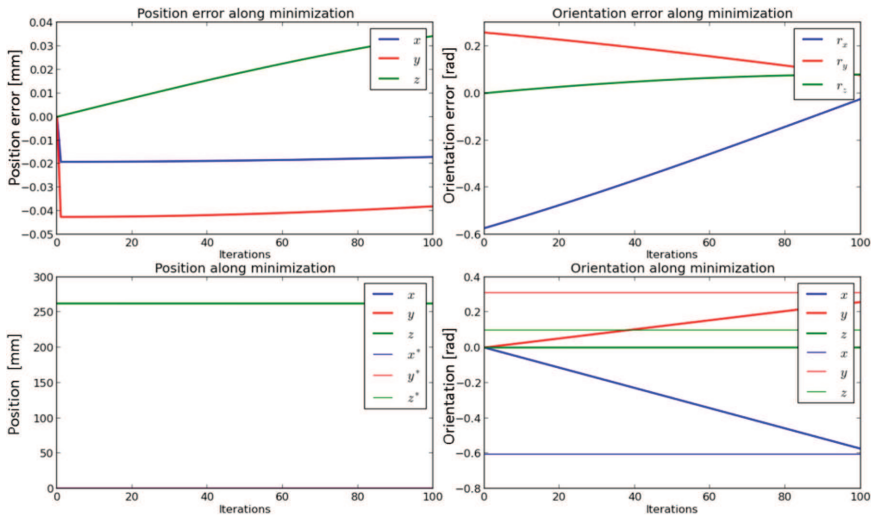 Position error along minimization
0.04
0.03
0.02
0.01
0.00
−0.01
−0.02
−0.03
−0.04
−0.05
Position error [mm]
x
y
z
0 20 40 60 80 100
Iterations
Orientation error along minimization
0.2
0.0
−0.2
−0.4
−0.6
Orientation error [rad]
r_x
r_y
r_z
0 20 40 60 80 100
Iterations
Position along minimization
300
250
200
150
100
50
0
Position [mm]
x
y
z
x*
y*
z*
0 20 40 60 80 100
Iterations
Orientation along minimization
0.4
0.2
0.0
−0.2
−0.4
−0.6
−0.8
Orientation [rad]
x
y
z
x
y
z
0 20 40 60 80 100
Iterations